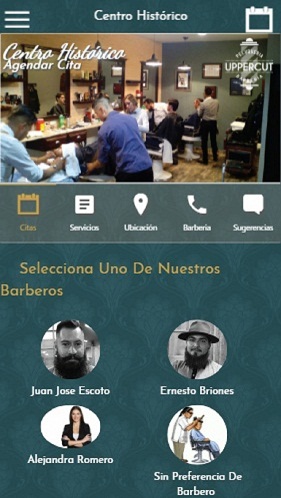 Centro Histórico
Centro Histórico
Agendar Cita
UPPERCUT
Citas
Servicios
Ubicación
Barberia
Sugerencias
Selecciona Uno De Nuestros
Barberos
Juan Jose Escoto
Ernesto Briones
Alejandra Romero
Sin Preferencia De
Barbero